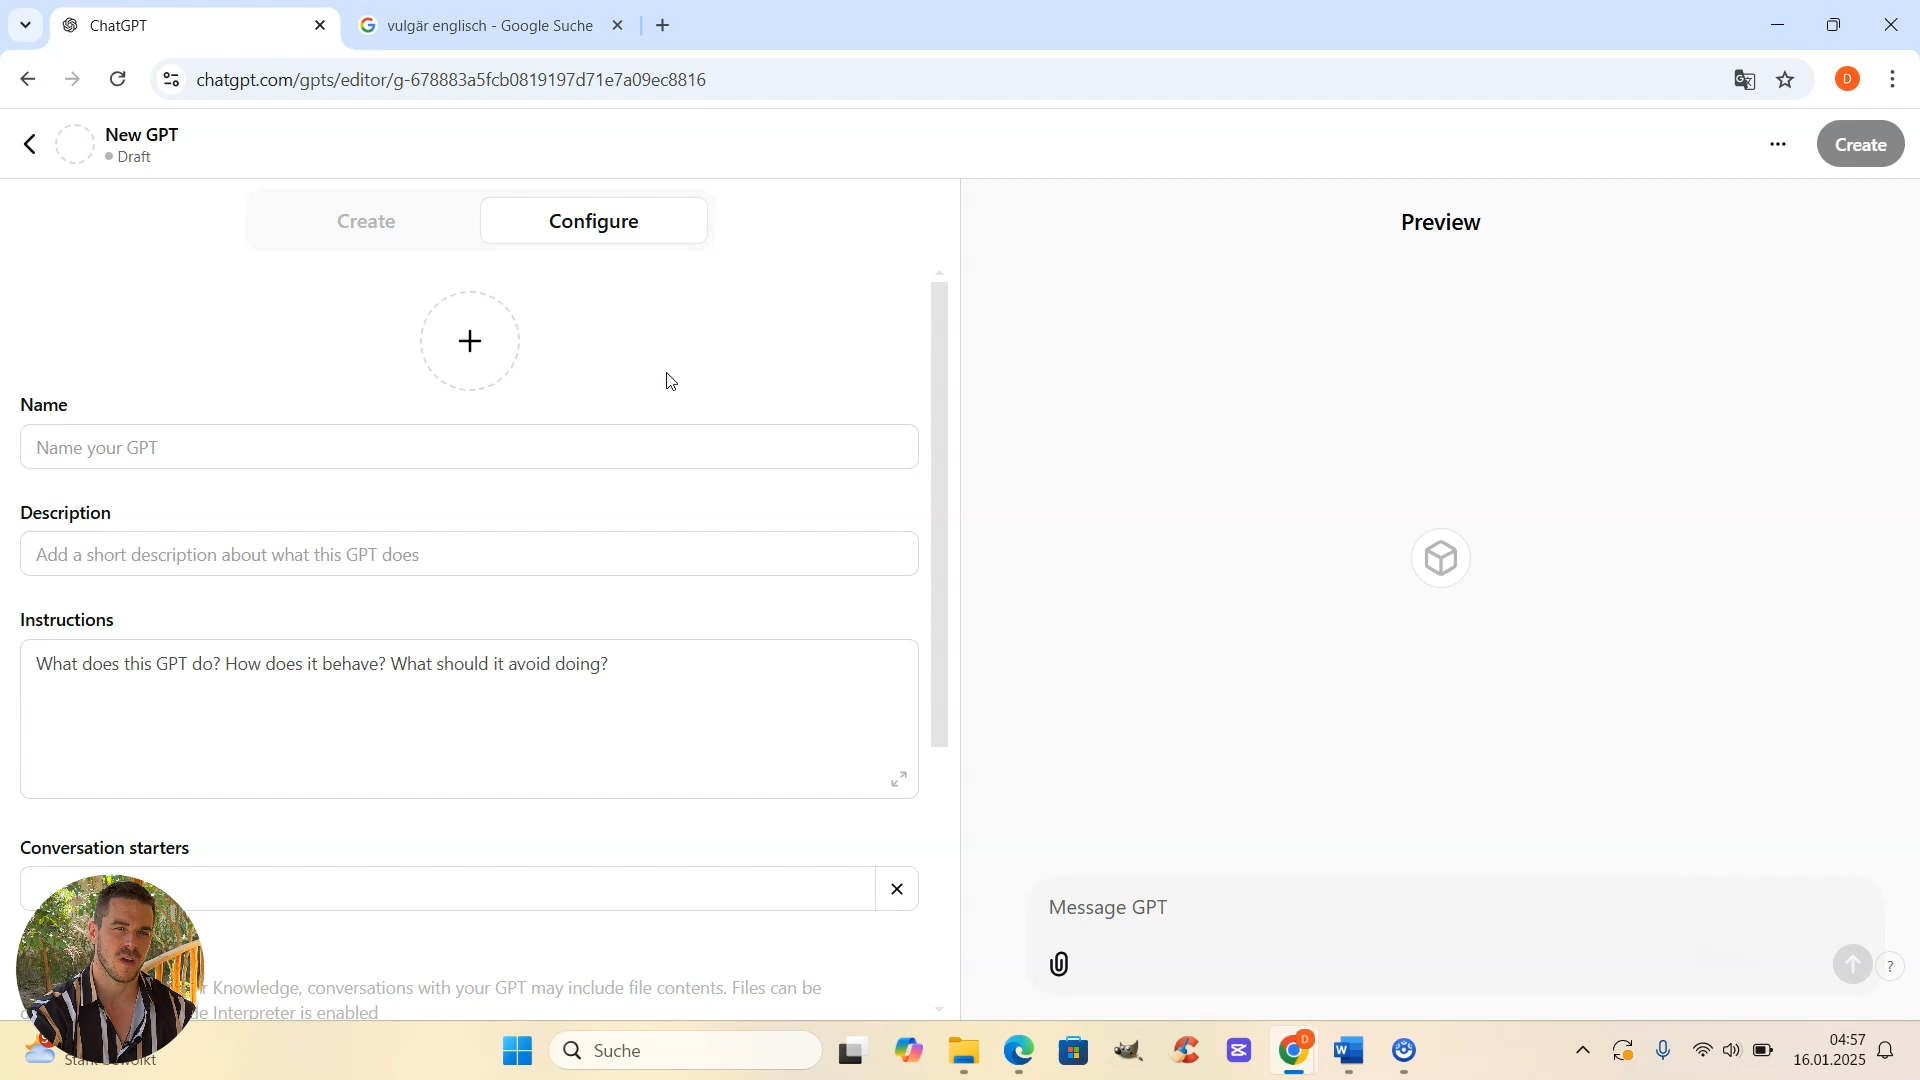 ChatGPT
vulgär englisch - Google Suche
chatgpt.com/gpts/editor/g-678883a5fcb0819197d71e7a09ec8816
D
New GPT
Draft
Create
Create
Configure
Preview
Name
Name your GPT
Description
Add a short description about what this GPT does
Instructions
What does this GPT do? How does it behave? What should it avoid doing?
Conversation starters
Message GPT
?
Knowledge, conversations with your GPT may include file contents. Files can be
Interpreter is enabled
Suche
04:57
16.01.2025